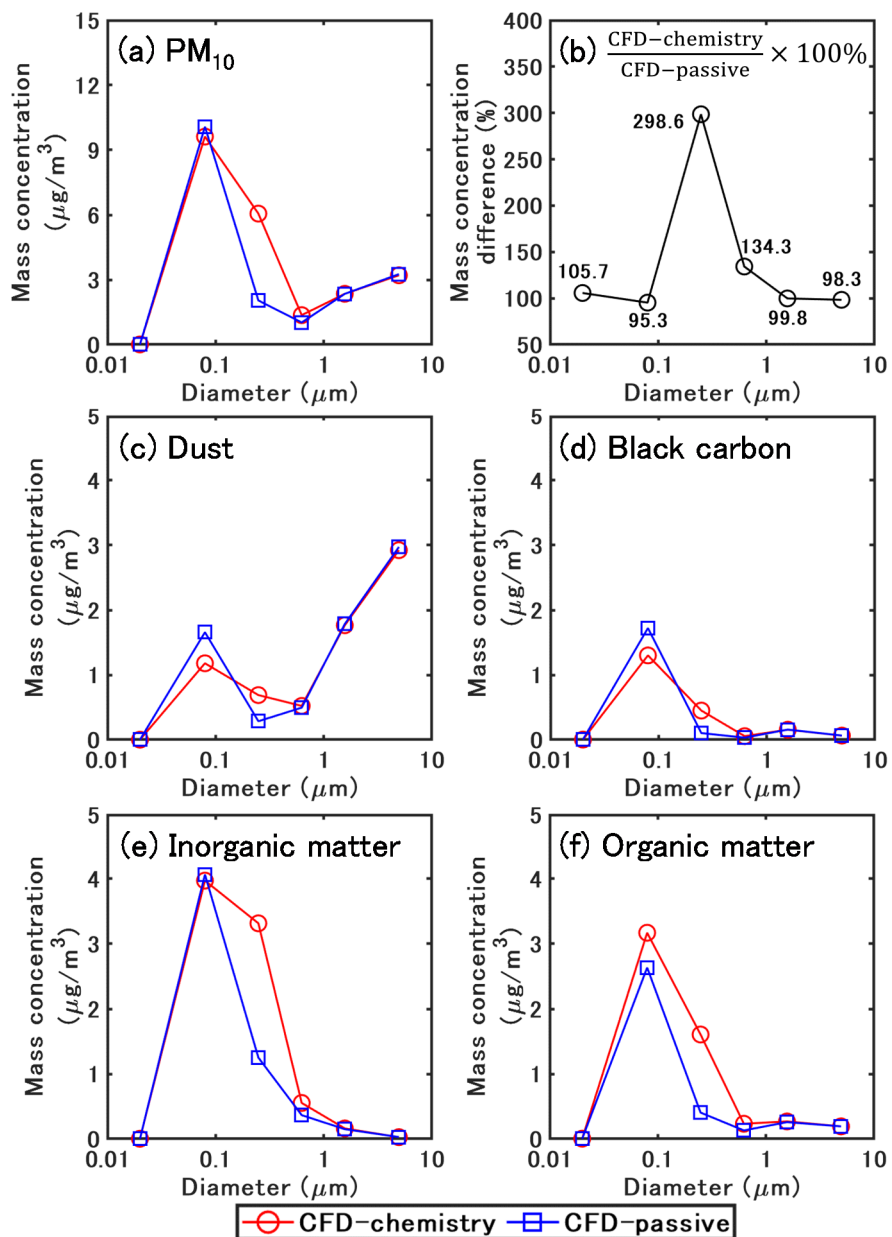 (a) PM₁₀
Mass concentration
(μg/m³)
15
12
9
6
3
0
0.01
0.1
1
10
Diameter (μm)
(b) CFD−chemistry
CFD−passive
× 100%
Mass concentration
difference (%)
400
350
300
250
200
150
100
50
105.7
95.3
298.6
134.3
99.8
98.3
0.01
0.1
1
10
Diameter (μm)
(c) Dust
Mass concentration
(μg/m³)
5
4
3
2
1
0
0.01
0.1
1
10
Diameter (μm)
(d) Black carbon
Mass concentration
(μg/m³)
5
4
3
2
1
0
0.01
0.1
1
10
Diameter (μm)
(e) Inorganic matter
Mass concentration
(μg/m³)
5
4
3
2
1
0
0.01
0.1
1
10
Diameter (μm)
(f) Organic matter
Mass concentration
(μg/m³)
5
4
3
2
1
0
0.01
0.1
1
10
Diameter (μm)
CFD-chemistry
CFD-passive